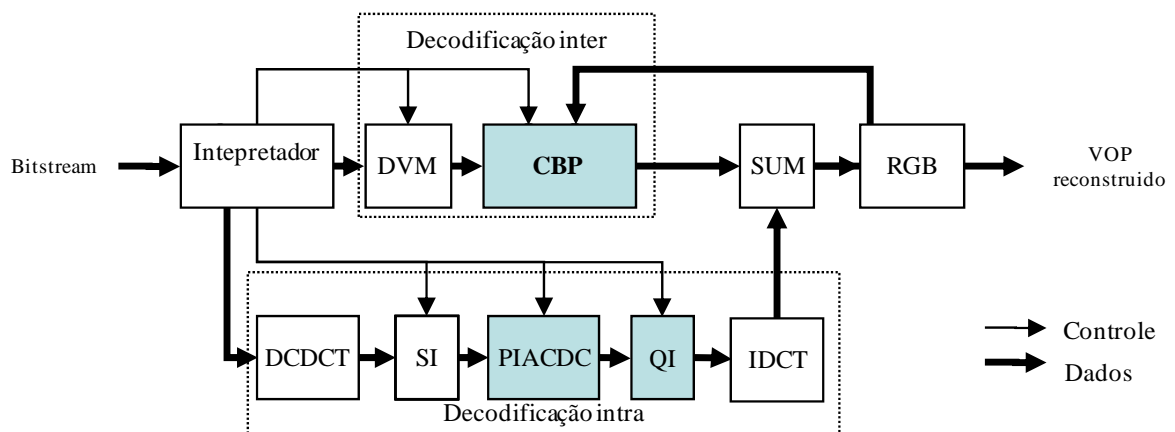 Decodificação inter
Bitstream
Intepretador
DVM
CBP
SUM
RGB
VOP
reconstruido
DCDCT
SI
PIACDC
QI
IDCT
Decodificação intra
Controle
Dados